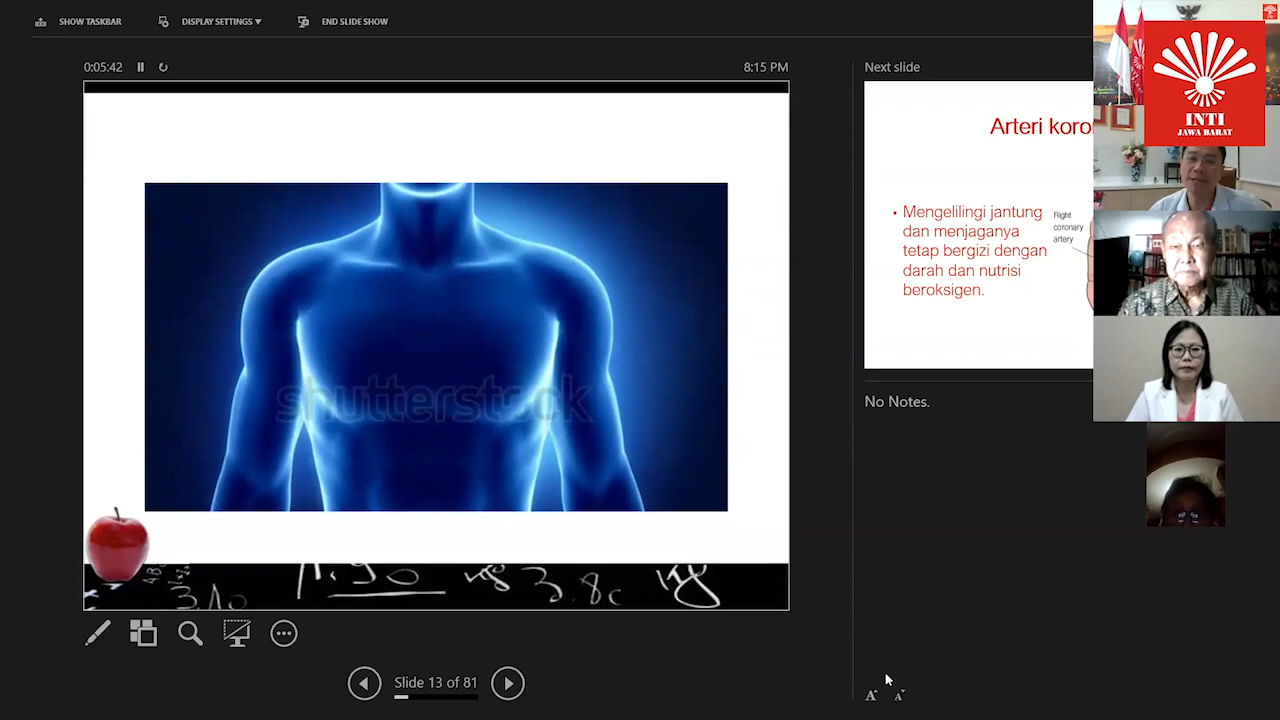 SHOW TASKBAR
DISPLAY SETTINGS ▾
END SLIDE SHOW
0:05:42
8:15 PM
Next slide
INTI
JAWA BARAT
Arteri koro
• Mengelilingi jantung
dan menjaganya
tetap bergizi dengan
darah dan nutrisi
beroksigen.
Right
coronary
artery
shutterstock
No Notes.
3.8
Slide 13 of 81
A A